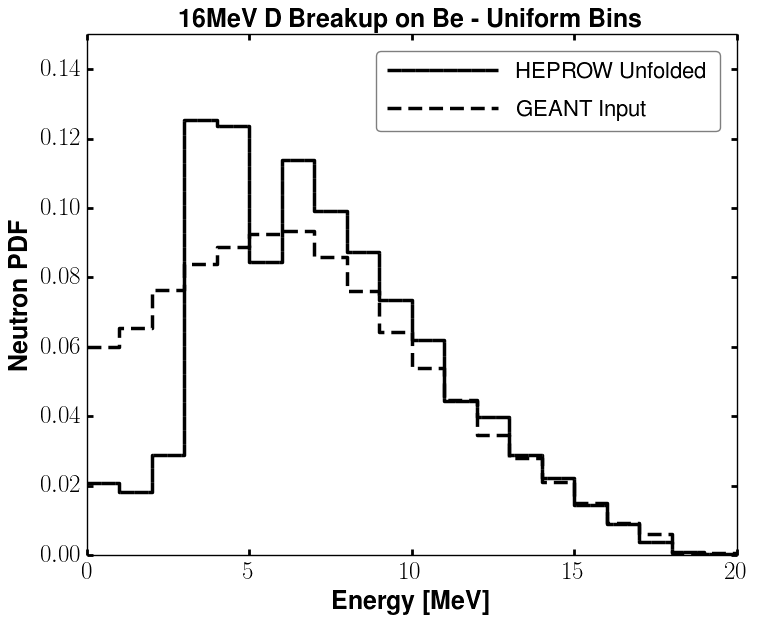 16MeV D Breakup on Be - Uniform Bins
HEPROW Unfolded
GEANT Input
Neutron PDF
0.14
0.12
0.10
0.08
0.06
0.04
0.02
0.00
0 5 10 15 20
Energy [MeV]